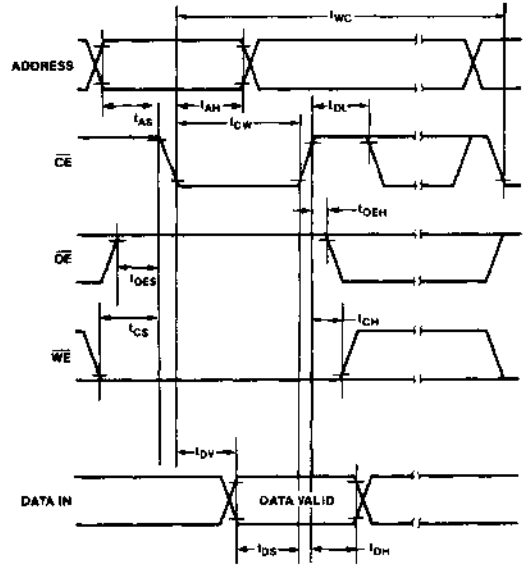 tWC
ADDRESS
tAS
tAH
tCW
tDL
CE
tOEH
OE
tOES
tCS
tCH
WE
tDV
DATA IN
DATA VALID
tDS
tDH